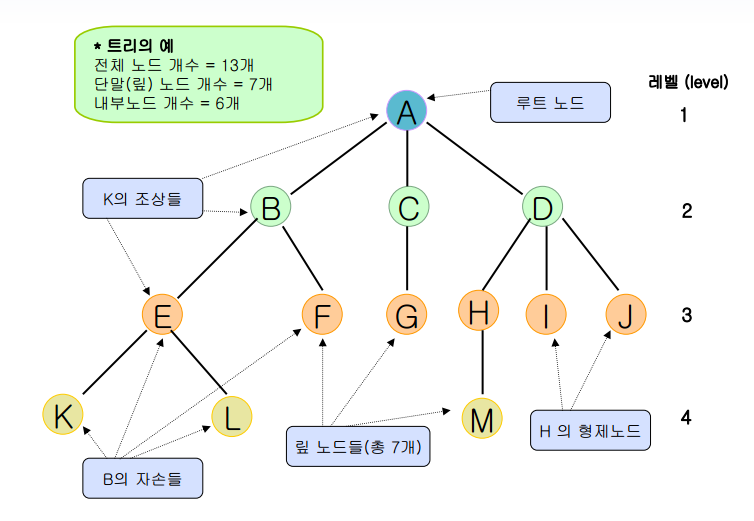 * 트리의 예
전체 노드 개수 = 13개
단말(맆) 노드 개수 = 7개
내부노드 개수 = 6개
레벨 (level)
루트 노드
A
1
K의 조상들
B
C
D
2
E
F
G
H
I
J
3
K
L
M
4
맆 노드들(총 7개)
H 의 형제노드
B의 자손들